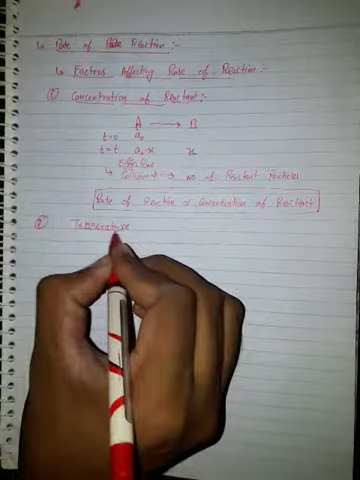 ↳ Rate of Reaction :-
↳ Factors Affecting Rate of Reaction :-
① Concentration of Reactant :-
A ⟶ B
t=0 a₀
t=t a₀-x x
Effective
↳ Collision → no of Reactant Particles
Rate of Reaction ∝ Concentration of Reactant
② Temperature